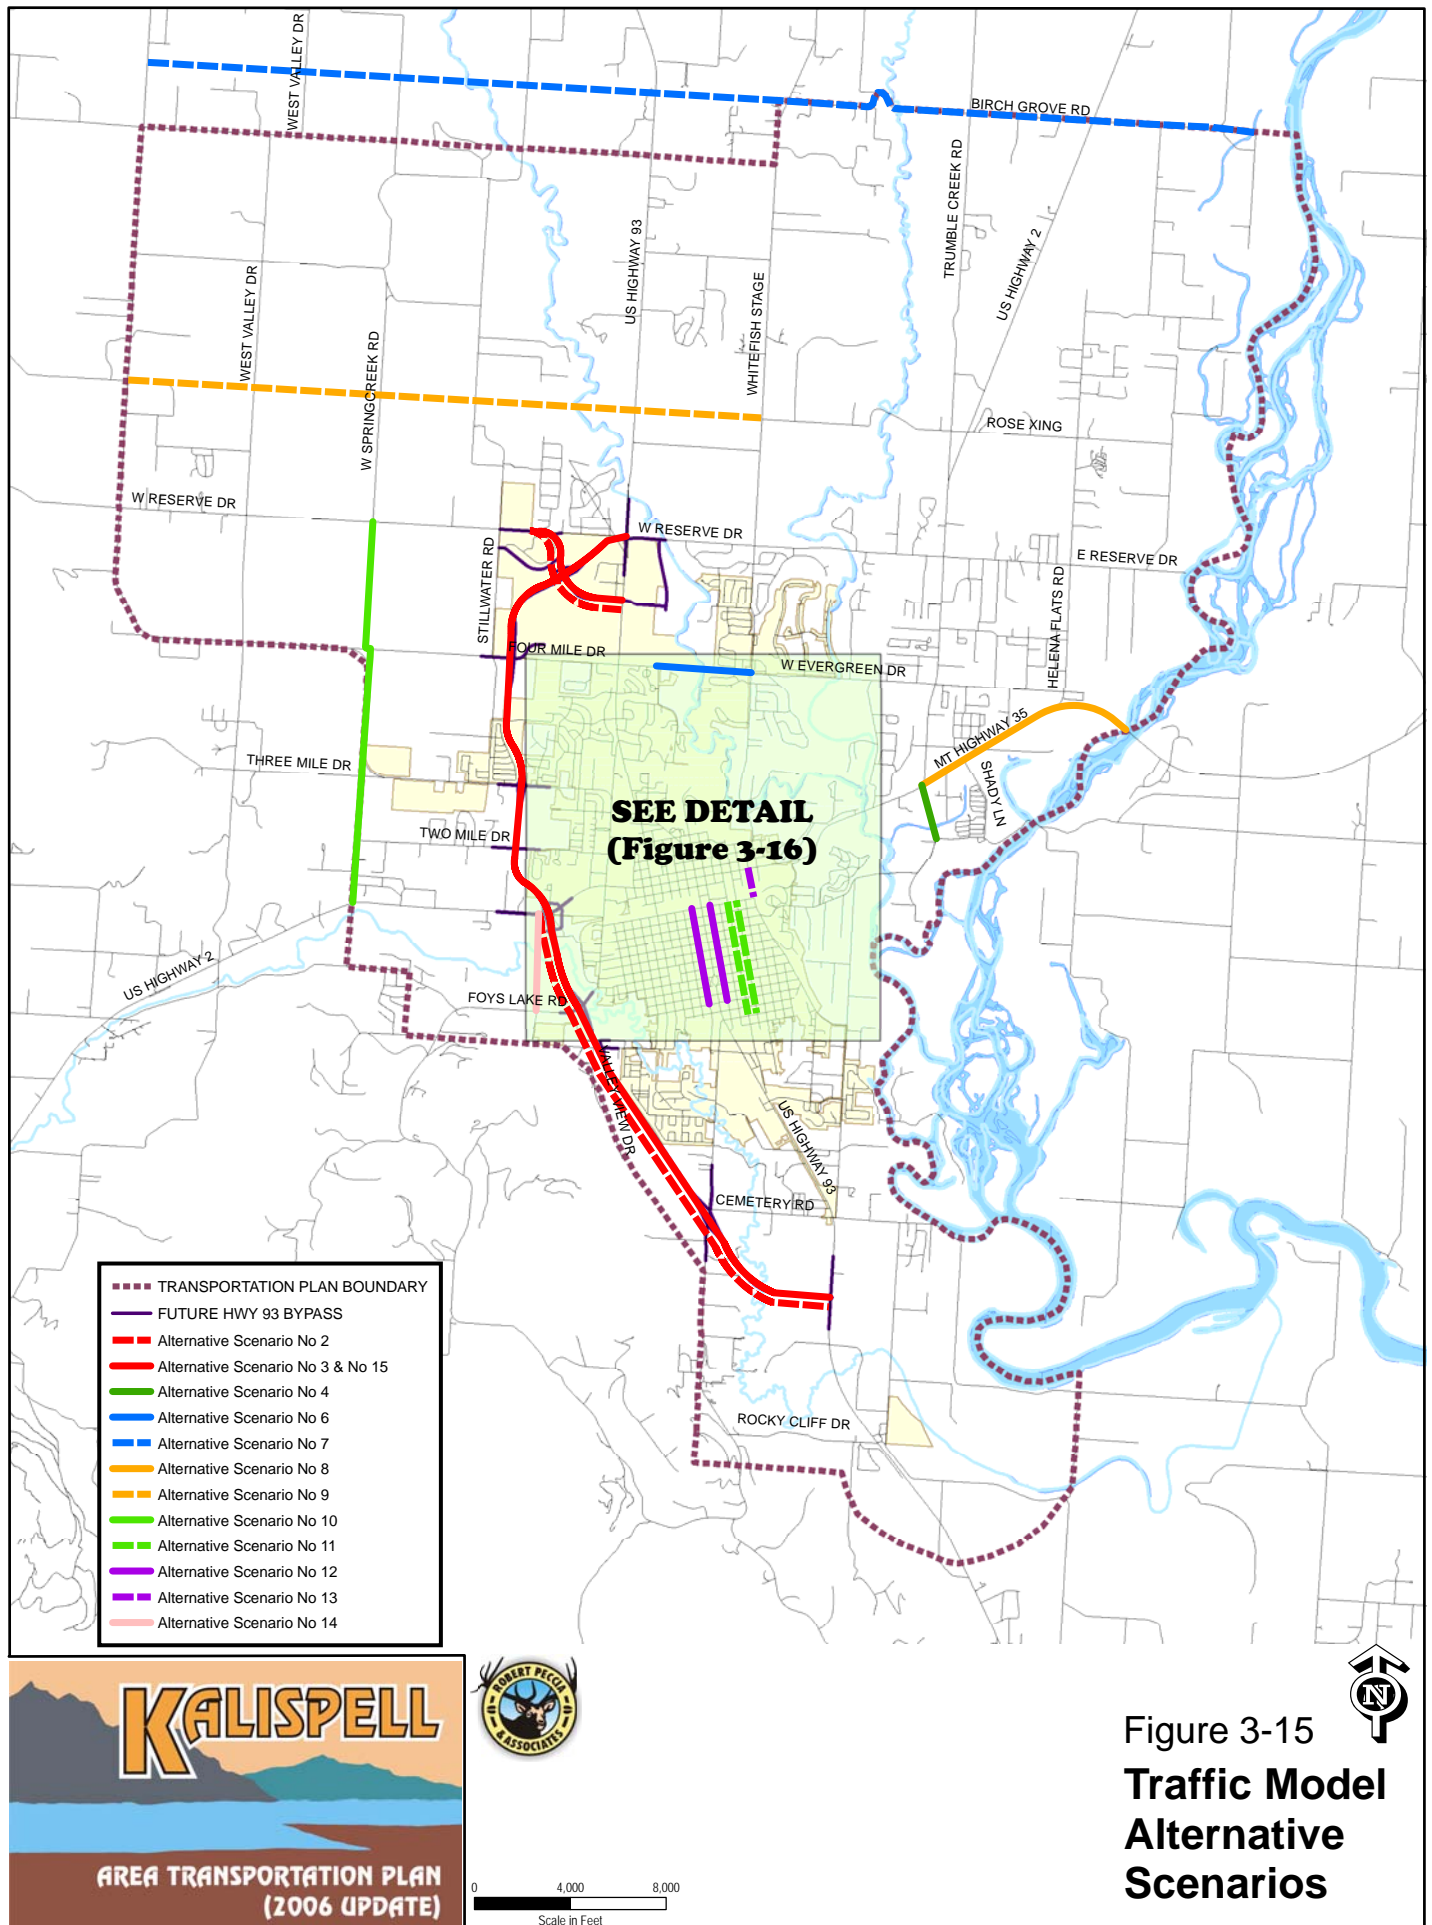 WEST VALLEY DR
BIRCH GROVE RD
TRUMBLE CREEK RD
US HIGHWAY 93
US HIGHWAY 2
WEST VALLEY DR
WHITEFISH STAGE
W SPRINGCREEK RD
ROSE XING
W RESERVE DR
W RESERVE DR
E RESERVE DR
STILLWATER RD
HELENA FLATS RD
FOUR MILE DR
W EVERGREEN DR
MT HIGHWAY 35
THREE MILE DR
SHADY LN
SEE DETAIL
(Figure 3-16)
TWO MILE DR
US HIGHWAY 2
FOYS LAKE RD
VALLEY VIEW DR
US HIGHWAY 93
CEMETERY RD
ROCKY CLIFF DR
TRANSPORTATION PLAN BOUNDARY
FUTURE HWY 93 BYPASS
Alternative Scenario No 2
Alternative Scenario No 3 & No 15
Alternative Scenario No 4
Alternative Scenario No 6
Alternative Scenario No 7
Alternative Scenario No 8
Alternative Scenario No 9
Alternative Scenario No 10
Alternative Scenario No 11
Alternative Scenario No 12
Alternative Scenario No 13
Alternative Scenario No 14
KALISPELL
AREA TRANSPORTATION PLAN
(2006 UPDATE)
ROBERT PECCIA
& ASSOCIATES
0 4,000 8,000
Scale in Feet
N
Figure 3-15
Traffic Model
Alternative
Scenarios